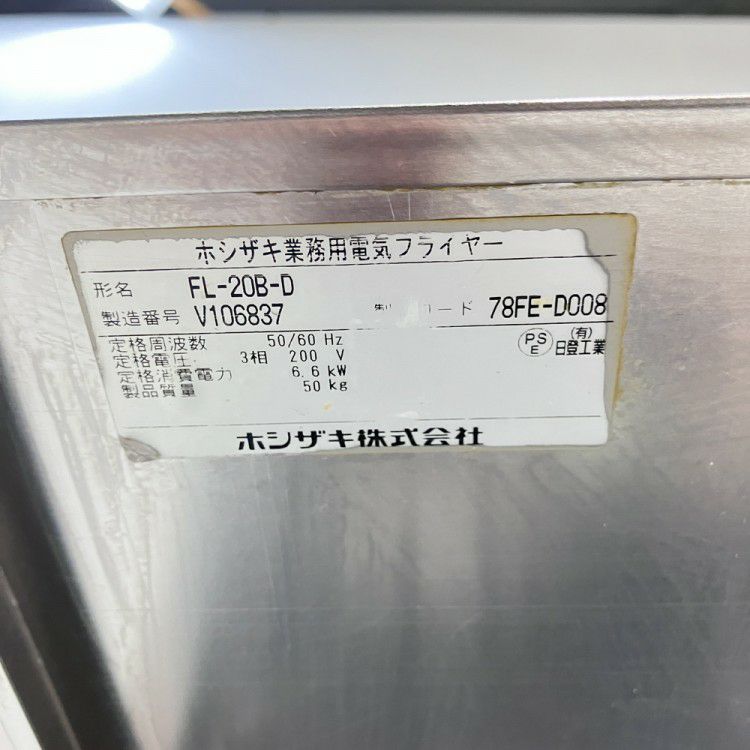 ホシザキ業務用電気フライヤー
形名 FL-20B-D
製造番号 V106837 コード 78FE-D008
定格周波数 50/60 Hz
定格電圧 3相 200 V
定格消費電力 6.6 kW
製品質量 50 kg
PS
E
(有)
日登工業
ホシザキ株式会社